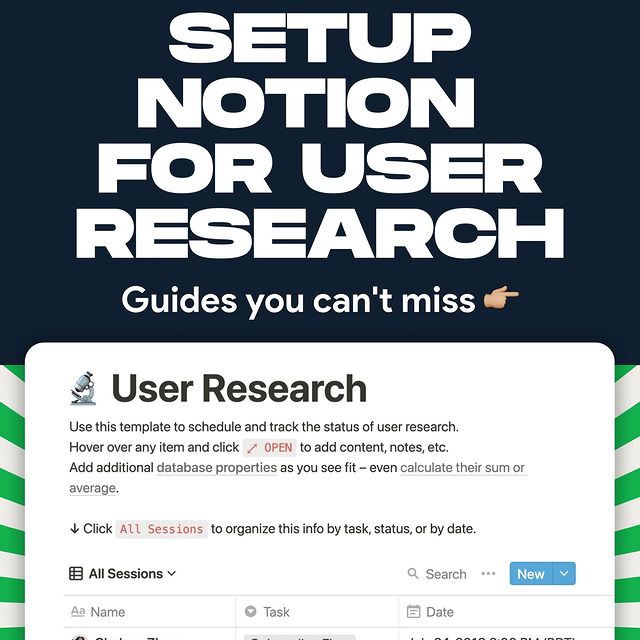 SETUP
NOTION
FOR USER
RESEARCH
Guides you can't miss
User Research
Use this template to schedule and track the status of user research.
Hover over any item and click OPEN to add content, notes, etc.
Add additional database properties as you see fit – even calculate their sum or
average.
↓ Click All Sessions to organize this info by task, status, or by date.
All Sessions Search ••• New
Aa Name Task Date